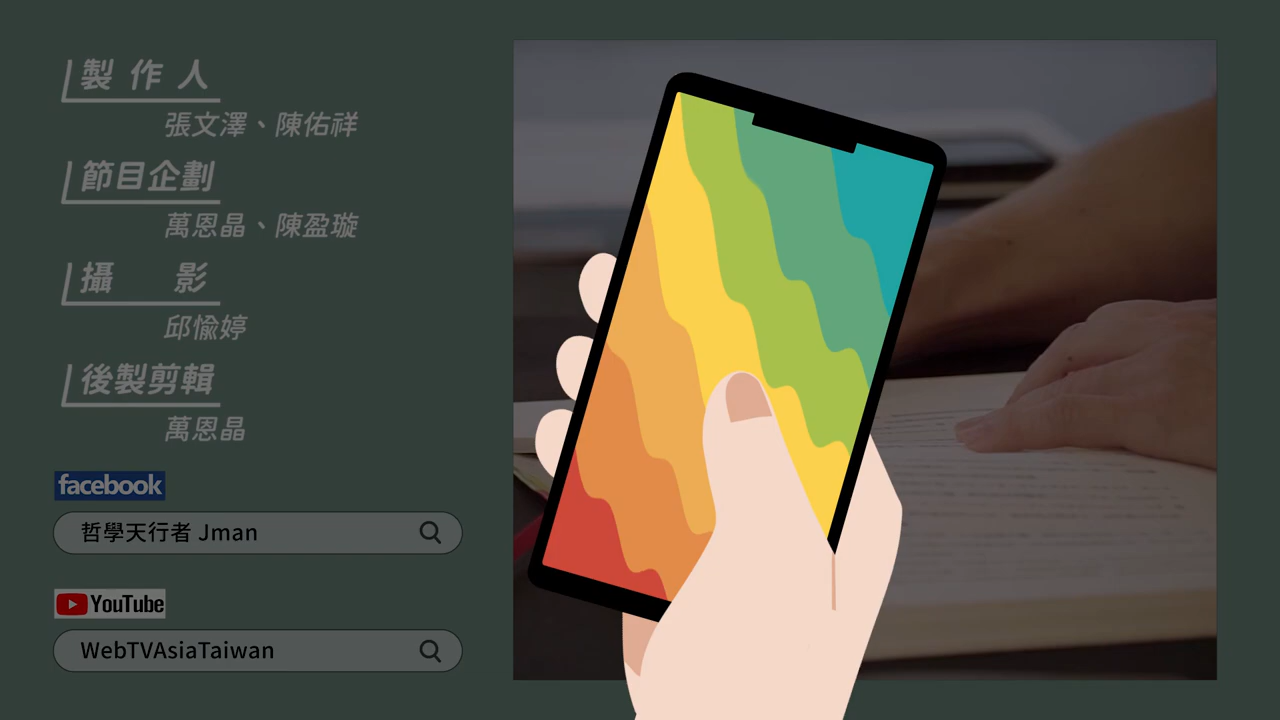 製作人
張文澤、陳佑祥
節目企劃
萬恩晶、陳盈璇
攝影
邱愉婷
後製剪輯
萬恩晶
facebook
哲學天行者 Jman
YouTube
WebTVAsiaTaiwan